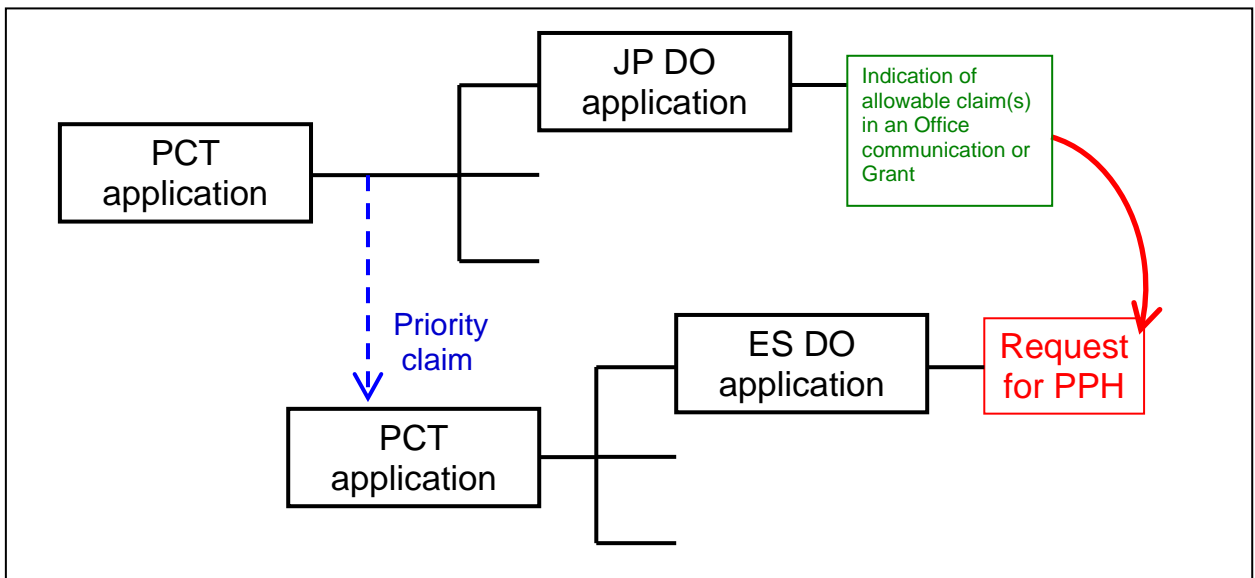 JP DO
application
Indication of
allowable claim(s)
in an Office
communication or
Grant
PCT
application
Priority
claim
ES DO
application
Request
for PPH
PCT
application